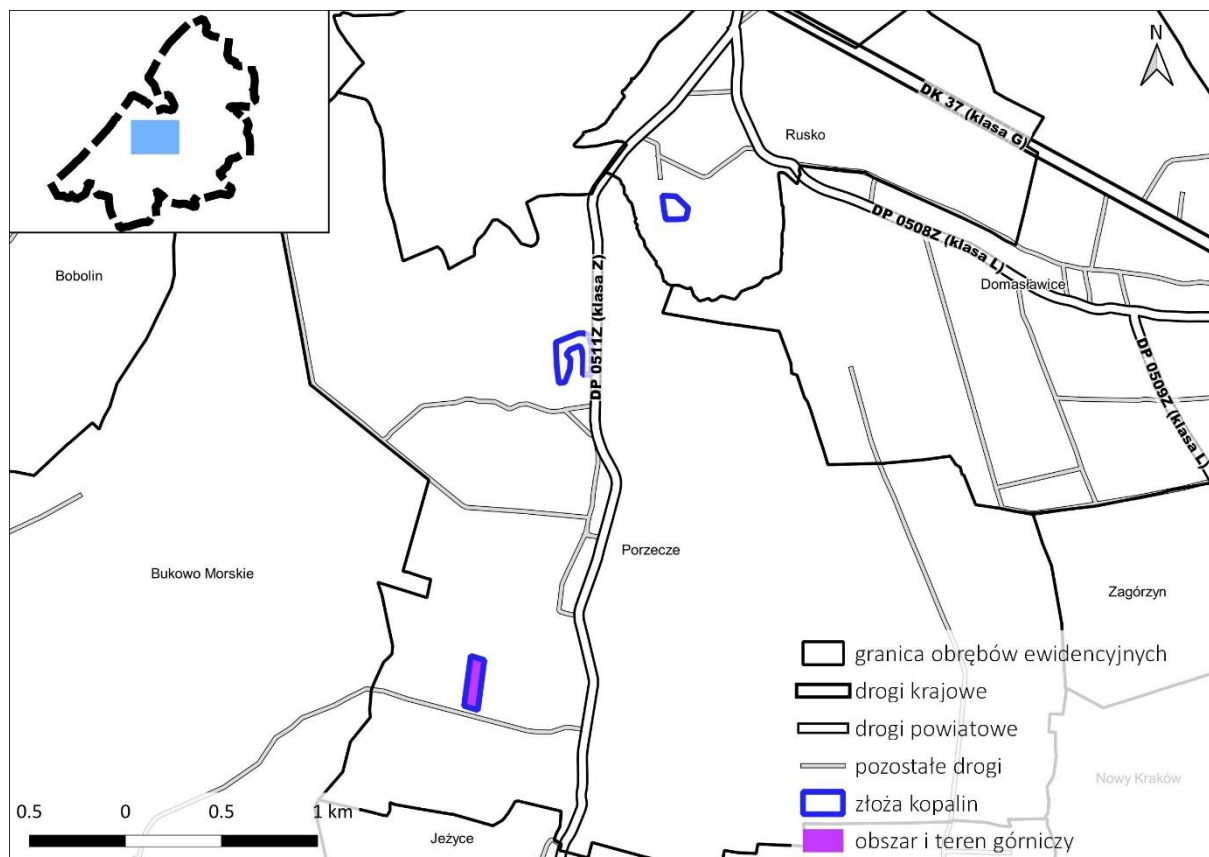 N
DK 37 (klasa G)
Rusko
DP 0508Z (klasa L)
Domasławice
DP 0511Z (klasa Z)
Bobolin
DP 0509Z (klasa L)
Porzecze
Bukowo Morskie
Zagórzyn
granica obrębów ewidencyjnych
drogi krajowe
drogi powiatowe
pozostałe drogi
Nowy Kraków
złoża kopalin
0.5 0 0.5 1 km
Jeżyce
obszar i teren górniczy